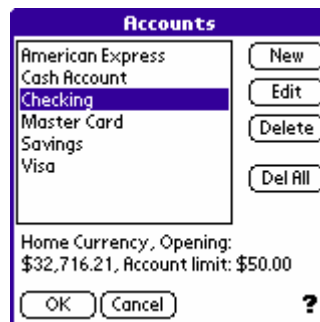 Accounts
American Express
Cash Account
Checking
Master Card
Savings
Visa
New
Edit
Delete
Del All
Home Currency, Opening:
$32,716.21, Account limit: $50.00
OK Cancel ?